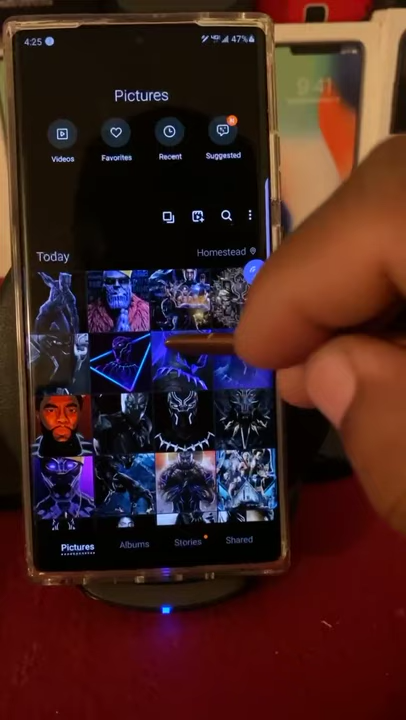 4:25
47%
9:41
Pictures
Videos
Favorites
Recent
Suggested
N
Today
Homestead
Pictures
Albums
Stories
Shared